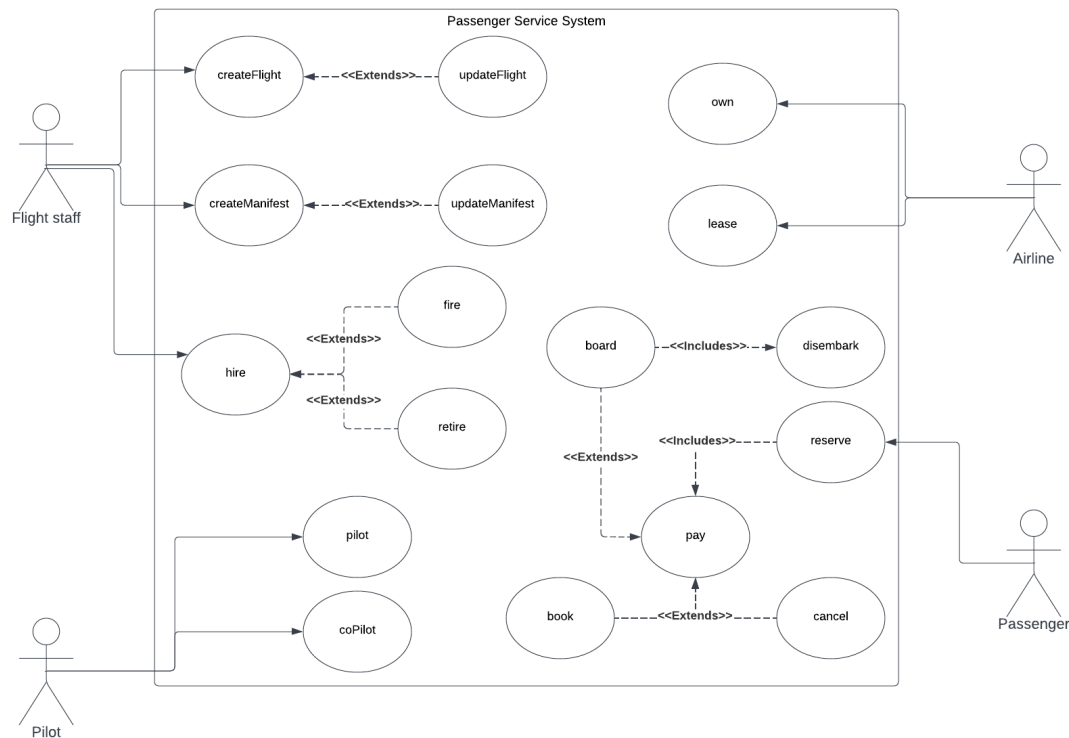 Passenger Service System
createFlight
<<Extends>>
updateFlight
own
Flight staff
createManifest
<<Extends>>
updateManifest
lease
Airline
fire
<<Extends>>
hire
<<Extends>>
retire
board
<<Includes>>
disembark
<<Includes>>
reserve
<<Extends>>
pilot
pay
coPilot
book
<<Extends>>
cancel
Passenger
Pilot